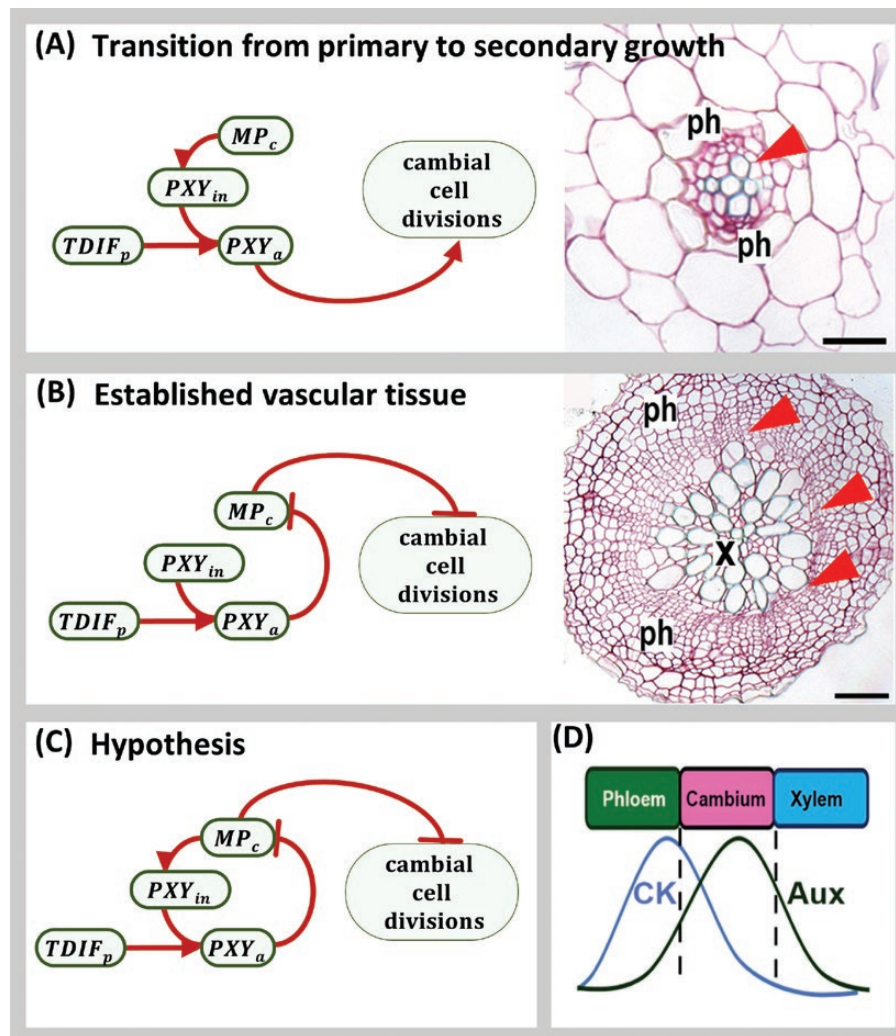 (A) Transition from primary to secondary growth
MPc
PXYin
TDIFp
PXYa
cambial
cell
divisions
ph
ph
(B) Established vascular tissue
MPc
PXYin
TDIFp
PXYa
cambial
cell
divisions
ph
X
ph
(C) Hypothesis
MPc
PXYin
TDIFp
PXYa
cambial
cell
divisions
(D)
Phloem Cambium Xylem
CK Aux